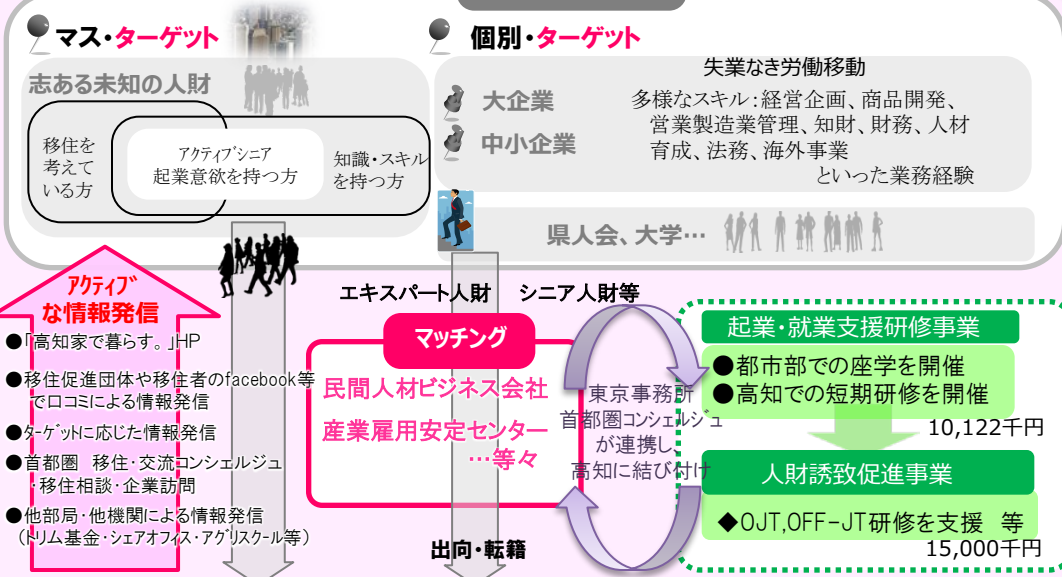 マス・ターゲット
志ある未知の人財
移住を
考えて
いる方
アクティブシニア
起業意欲を持つ方
知識・スキル
を持つ方
個別・ターゲット
大企業
中小企業
失業なき労働移動
多様なスキル：経営企画、商品開発、
営業製造業管理、知財、財務、人材
育成、法務、海外事業
といった業務経験
県人会、大学…
アクティブ
な情報発信
●「高知家で暮らす。」HP
●移住促進団体や移住者のfacebook等
で口コミによる情報発信
●ターゲットに応じた情報発信
●首都圏　移住・交流コンシェルジュ
・移住相談・企業訪問
●他部局・他機関による情報発信
（トリム基金・シェアオフィス・アグリスクール等）
エキスパート人財　シニア人財等
マッチング
民間人材ビジネス会社
産業雇用安定センター
…等々
出向・転籍
東京事務所
首都圏コンシェルジュ
が連携し、
高知に結び付け
起業・就業支援研修事業
●都市部での座学を開催
●高知での短期研修を開催
10,122千円
人財誘致促進事業
◆OJT,OFF-JT研修を支援　等
15,000千円